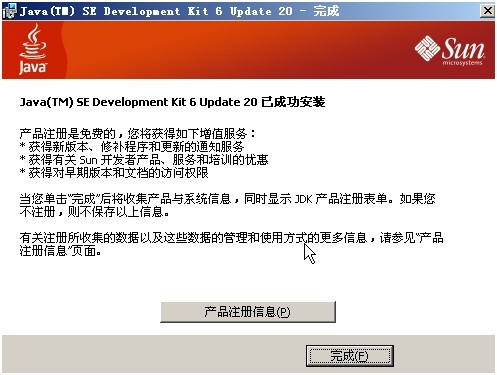 Java(TM) SE Development Kit 6 Update 20 - 完成
Java
Sun
microsystems
Java(TM) SE Development Kit 6 Update 20 已成功安装
产品注册是免费的，您将获得如下增值服务：
* 获得新版本、修补程序和更新的通知服务
* 获得有关 Sun 开发者产品、服务和培训的优惠
* 获得对早期版本和文档的访问权限
当您单击“完成”后将收集产品与系统信息，同时显示 JDK 产品注册表单。如果您
不注册，则不保存以上信息。
有关注册所收集的数据以及这些数据的管理和使用方式的更多信息，请参见“产品
注册信息”页面。
产品注册信息(P)
完成(F)